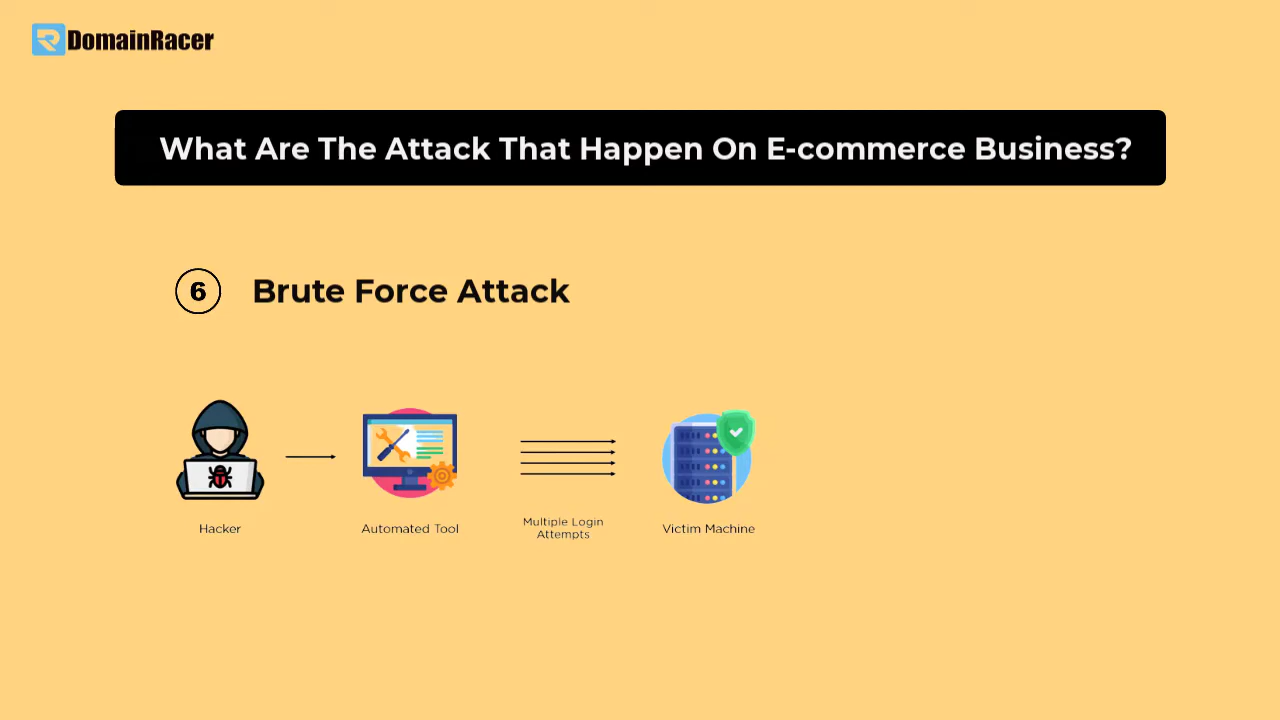 DomainRacer
What Are The Attack That Happen On E-commerce Business?
6 Brute Force Attack
Hacker
Automated Tool
Multiple Login
Attempts
Victim Machine